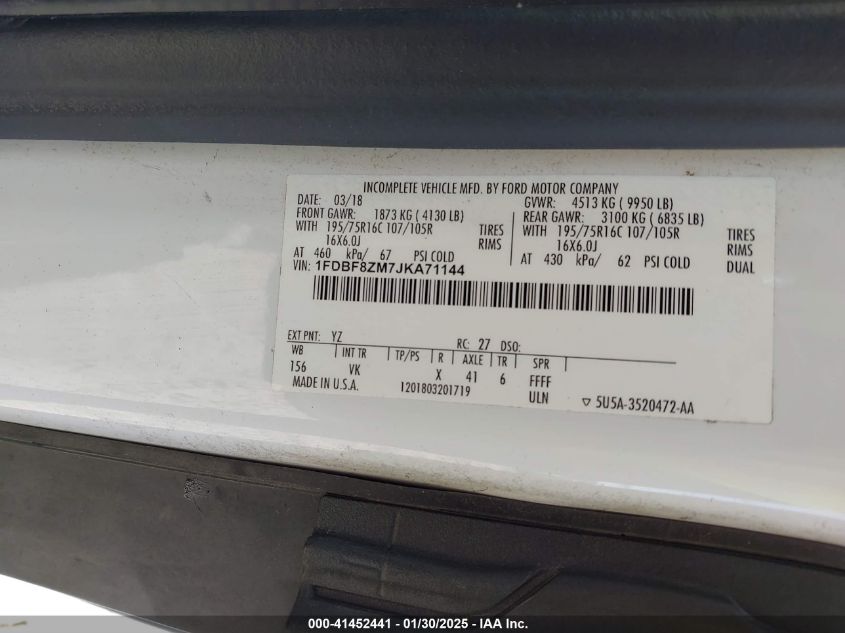 INCOMPLETE VEHICLE MFD. BY FORD MOTOR COMPANY
DATE: 03/18 GVWR: 4513 KG ( 9950 LB)
FRONT GAWR: 1873 KG ( 4130 LB) REAR GAWR: 3100 KG ( 6835 LB)
WITH 195/75R16C 107/105R TIRES WITH 195/75R16C 107/105R TIRES
16X6.0J RIMS 16X6.0J RIMS
AT 460 kPa/ 67 PSI COLD AT 430 kPa/ 62 PSI COLD DUAL
VIN: 1FDBF8ZM7JKA71144
EXT PNT: YZ RC: 27 DSO:
WB INT TR TP/PS R AXLE TR SPR
156 VK X 41 6 FFFF
MADE IN U.S.A. 1201803201719 ULN ▽ 5U5A-3520472-AA
000-41452441 - 01/30/2025 - IAA Inc.